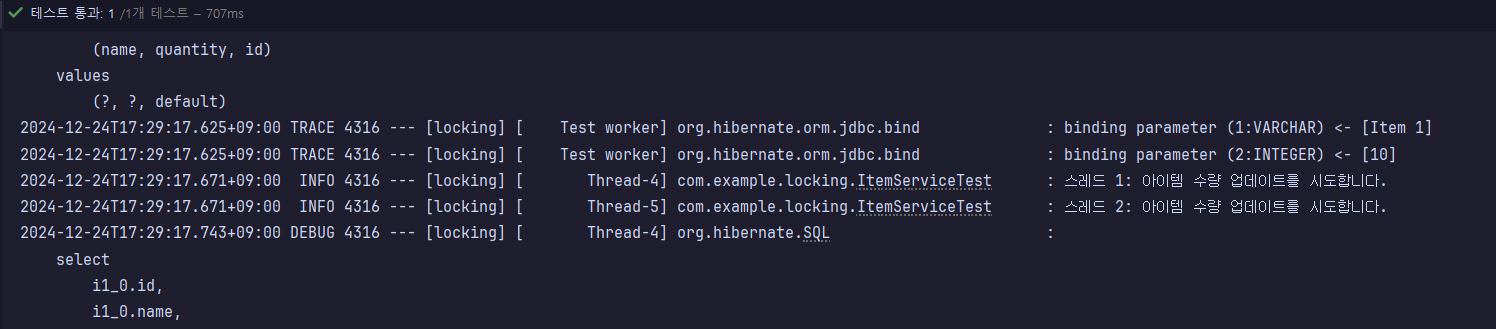 테스트 통과: 1 /1개 테스트 – 707ms
(name, quantity, id)
values
(?, ?, default)
2024-12-24T17:29:17.625+09:00 TRACE 4316 --- [locking] [    Test worker] org.hibernate.orm.jdbc.bind              : binding parameter (1:VARCHAR) <- [Item 1]
2024-12-24T17:29:17.625+09:00 TRACE 4316 --- [locking] [    Test worker] org.hibernate.orm.jdbc.bind              : binding parameter (2:INTEGER) <- [10]
2024-12-24T17:29:17.671+09:00  INFO 4316 --- [locking] [       Thread-4] com.example.locking.ItemServiceTest      : 스레드 1: 아이템 수량 업데이트를 시도합니다.
2024-12-24T17:29:17.671+09:00  INFO 4316 --- [locking] [       Thread-5] com.example.locking.ItemServiceTest      : 스레드 2: 아이템 수량 업데이트를 시도합니다.
2024-12-24T17:29:17.743+09:00 DEBUG 4316 --- [locking] [       Thread-4] org.hibernate.SQL                        :
select
i1_0.id,
i1_0.name,